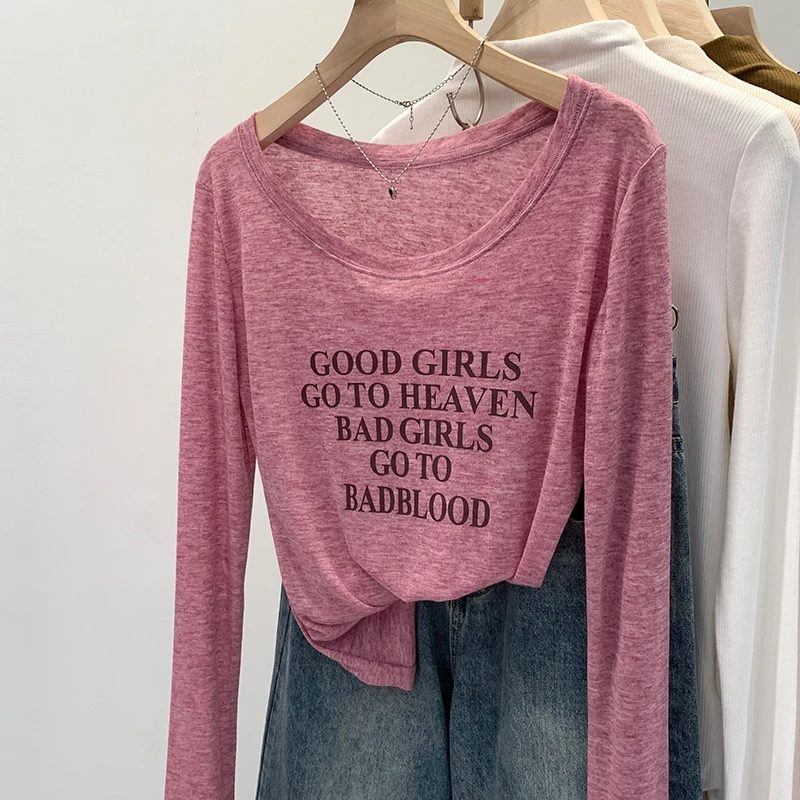 GOOD GIRLS
GO TO HEAVEN
BAD GIRLS
GO TO
BADBLOOD